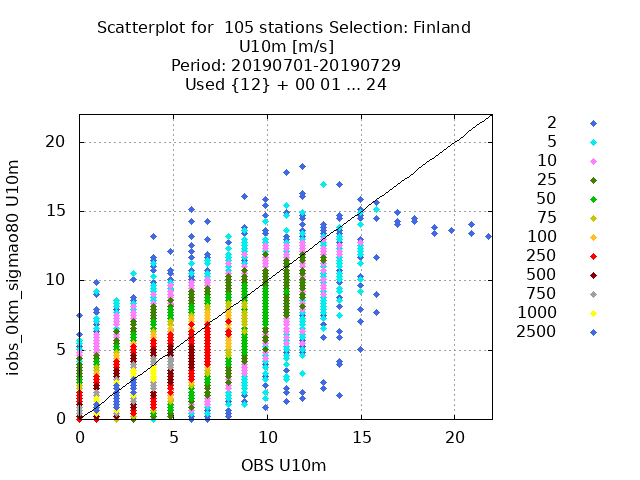 Scatterplot for  105 stations Selection: Finland
U10m [m/s]
Period: 20190701-20190729
Used {12} + 00 01 ... 24
iobs_0km_sigmao80 U10m
20
15
10
5
0
0 5 10 15 20
OBS U10m
2
5
10
25
50
75
100
250
500
750
1000
2500